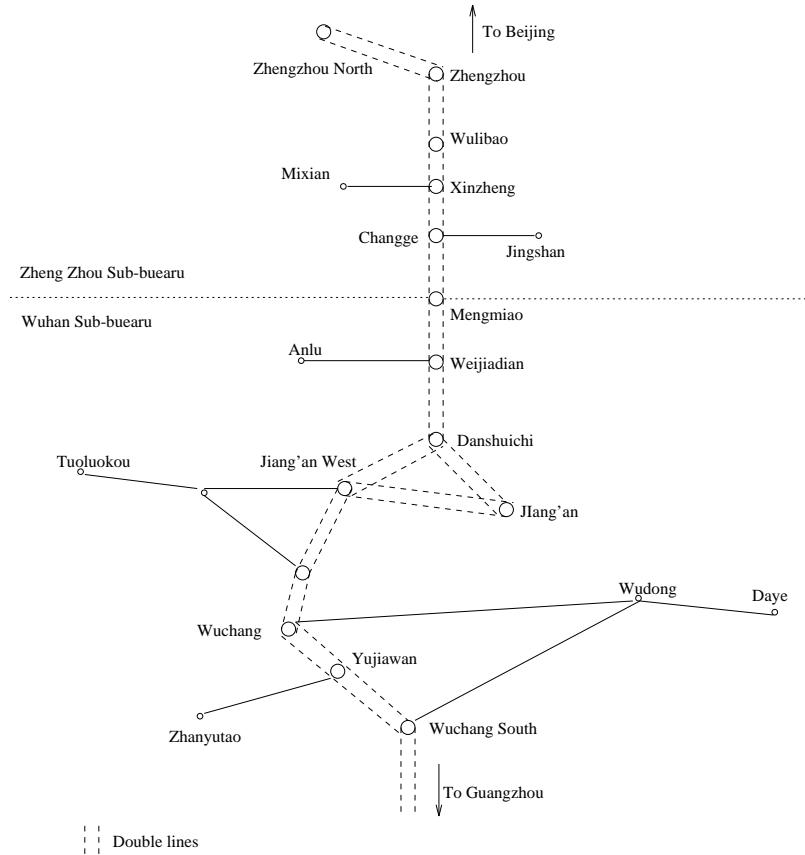 To Beijing
Zhengzhou North
Zhengzhou
Wulibao
Mixian
Xinzheng
Changge
Jingshan
Zheng Zhou Sub-buearu
Mengmiao
Wuhan Sub-buearu
Anlu
Weijiadian
Danshuichi
Tuoluokou
Jiang'an West
JIang'an
Wudong
Daye
Wuchang
Yujiawan
Zhanyutao
Wuchang South
To Guangzhou
Double lines